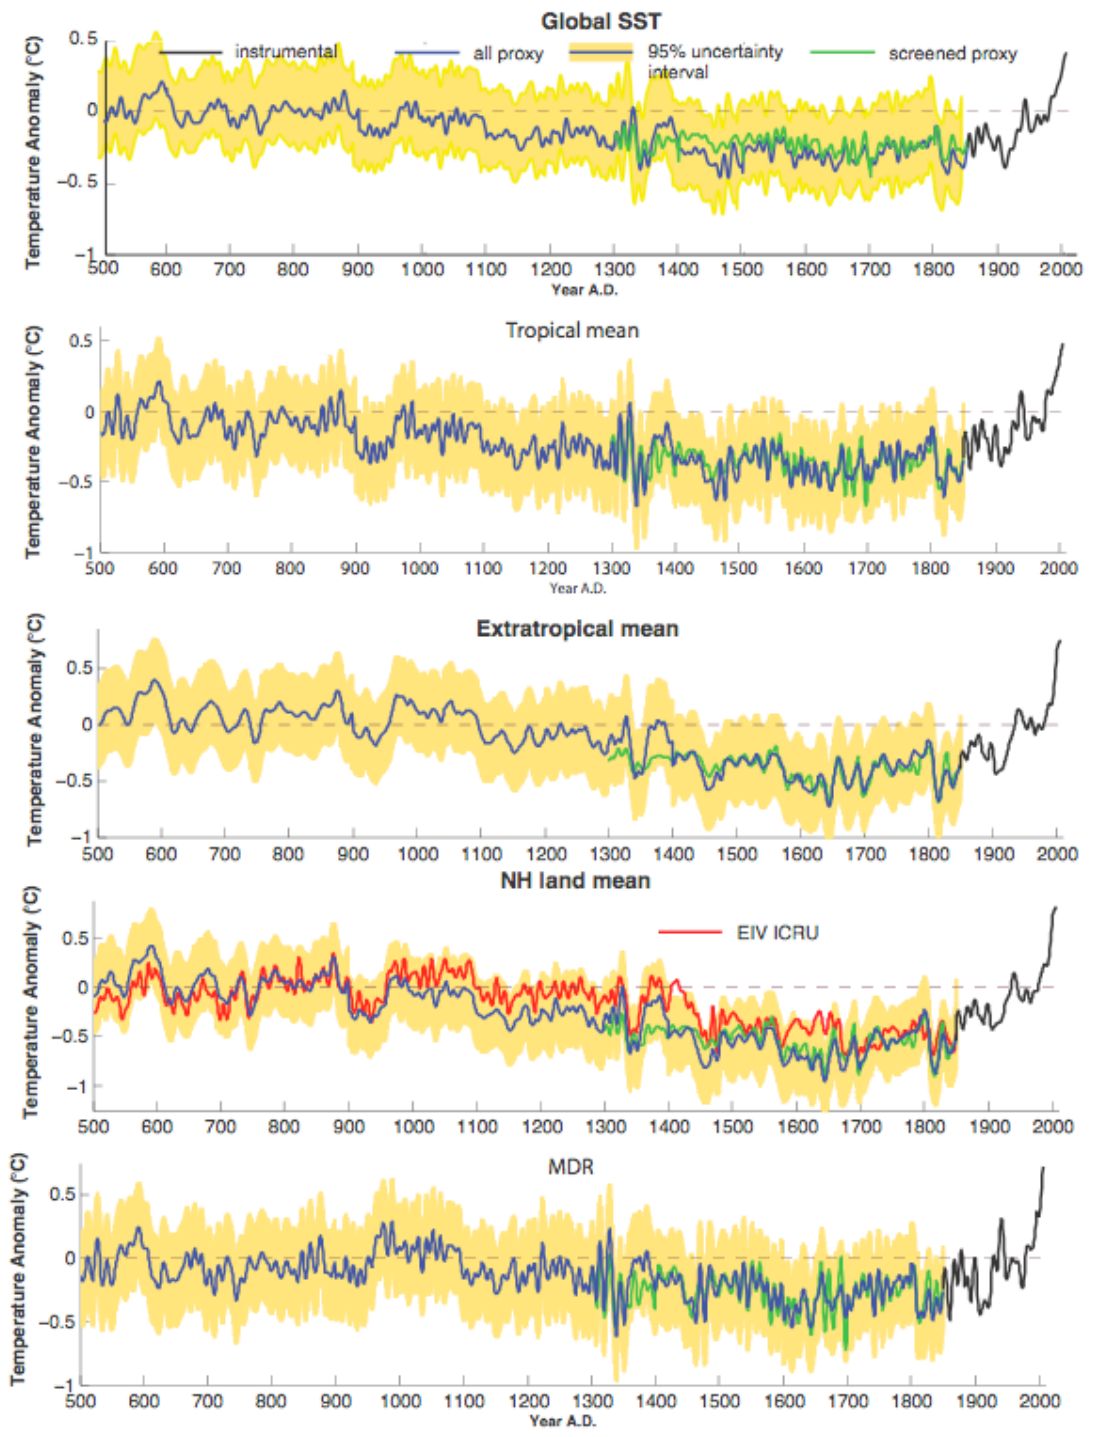 Global SST
Temperature Anomaly (°C)
0.5
0
−0.5
−1
instrumental
all proxy
95% uncertainty
interval
screened proxy
500 600 700 800 900 1000 1100 1200 1300 1400 1500 1600 1700 1800 1900 2000
Year A.D.
Tropical mean
Temperature Anomaly (°C)
0.5
0
−0.5
−1
500 600 700 800 900 1000 1100 1200 1300 1400 1500 1600 1700 1800 1900 2000
Year A.D.
Extratropical mean
Temperature Anomaly (°C)
0.5
0
−0.5
−1
500 600 700 800 900 1000 1100 1200 1300 1400 1500 1600 1700 1800 1900 2000
NH land mean
Temperature Anomaly (°C)
EIV ICRU
0.5
0
−0.5
−1
500 600 700 800 900 1000 1100 1200 1300 1400 1500 1600 1700 1800 1900 2000
MDR
Temperature Anomaly (°C)
0.5
0
−0.5
−1
500 600 700 800 900 1000 1100 1200 1300 1400 1500 1600 1700 1800 1900 2000
Year A.D.